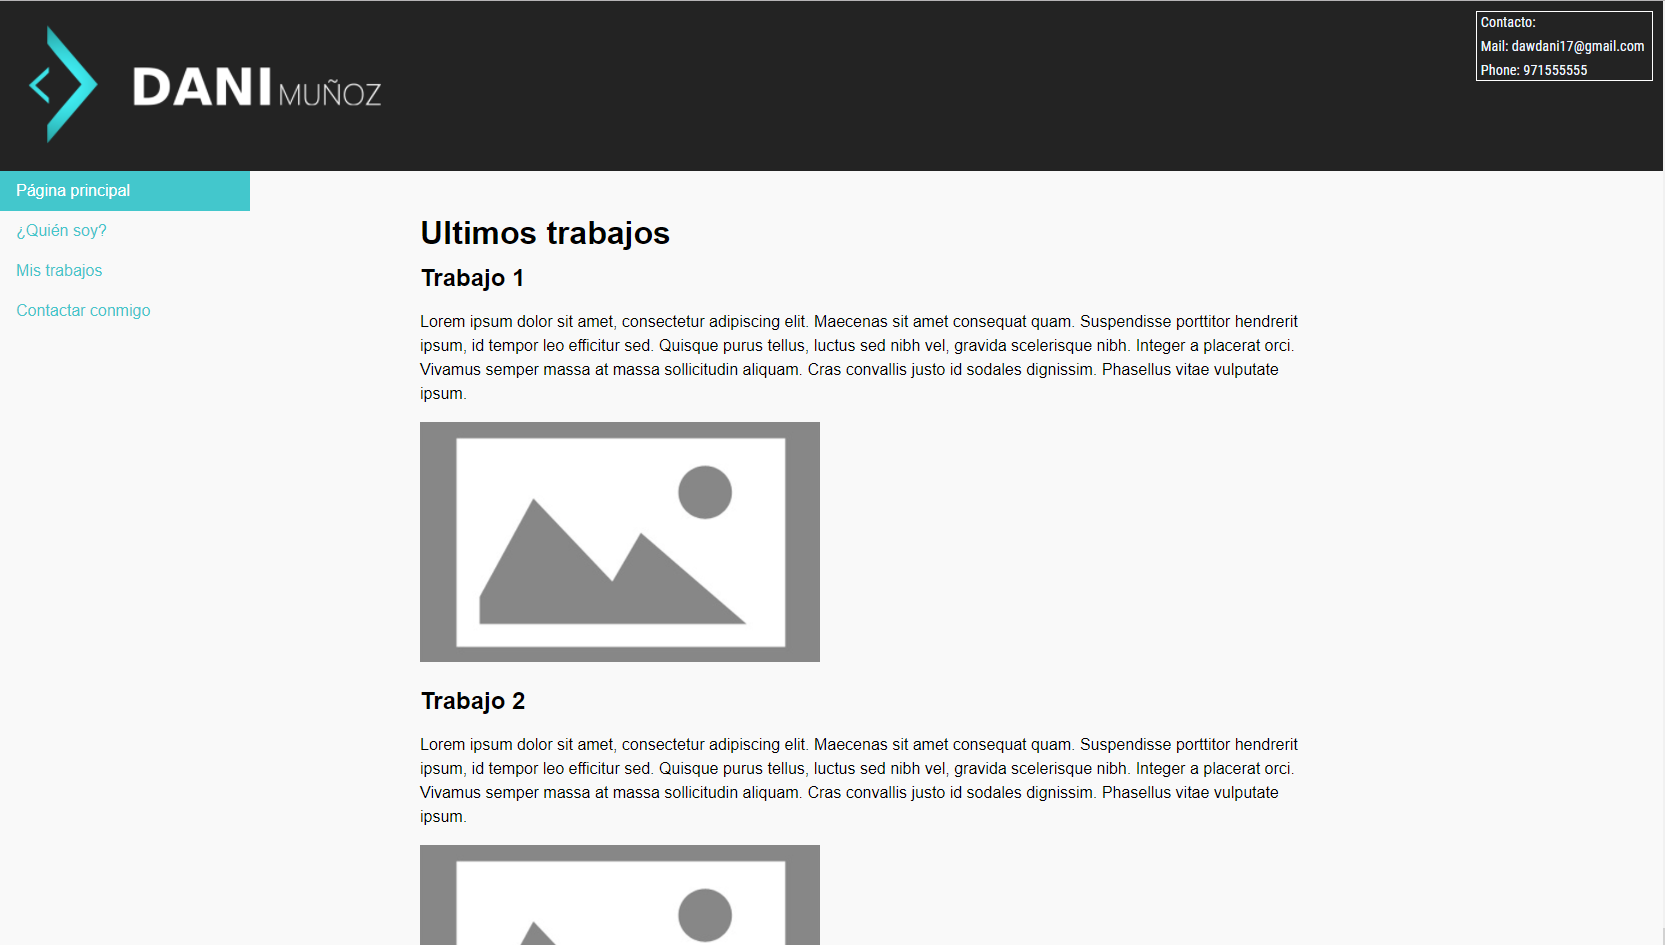 DANI MUÑOZ
Contacto:
Mail: dawdani17@gmail.com
Phone: 971555555
Página principal
¿Quién soy?
Mis trabajos
Contactar conmigo
Ultimos trabajos
Trabajo 1
Lorem ipsum dolor sit amet, consectetur adipiscing elit. Maecenas sit amet consequat quam. Suspendisse porttitor hendrerit
ipsum, id tempor leo efficitur sed. Quisque purus tellus, luctus sed nibh vel, gravida scelerisque nibh. Integer a placerat orci.
Vivamus semper massa at massa sollicitudin aliquam. Cras convallis justo id sodales dignissim. Phasellus vitae vulputate
ipsum.
Trabajo 2
Lorem ipsum dolor sit amet, consectetur adipiscing elit. Maecenas sit amet consequat quam. Suspendisse porttitor hendrerit
ipsum, id tempor leo efficitur sed. Quisque purus tellus, luctus sed nibh vel, gravida scelerisque nibh. Integer a placerat orci.
Vivamus semper massa at massa sollicitudin aliquam. Cras convallis justo id sodales dignissim. Phasellus vitae vulputate
ipsum.